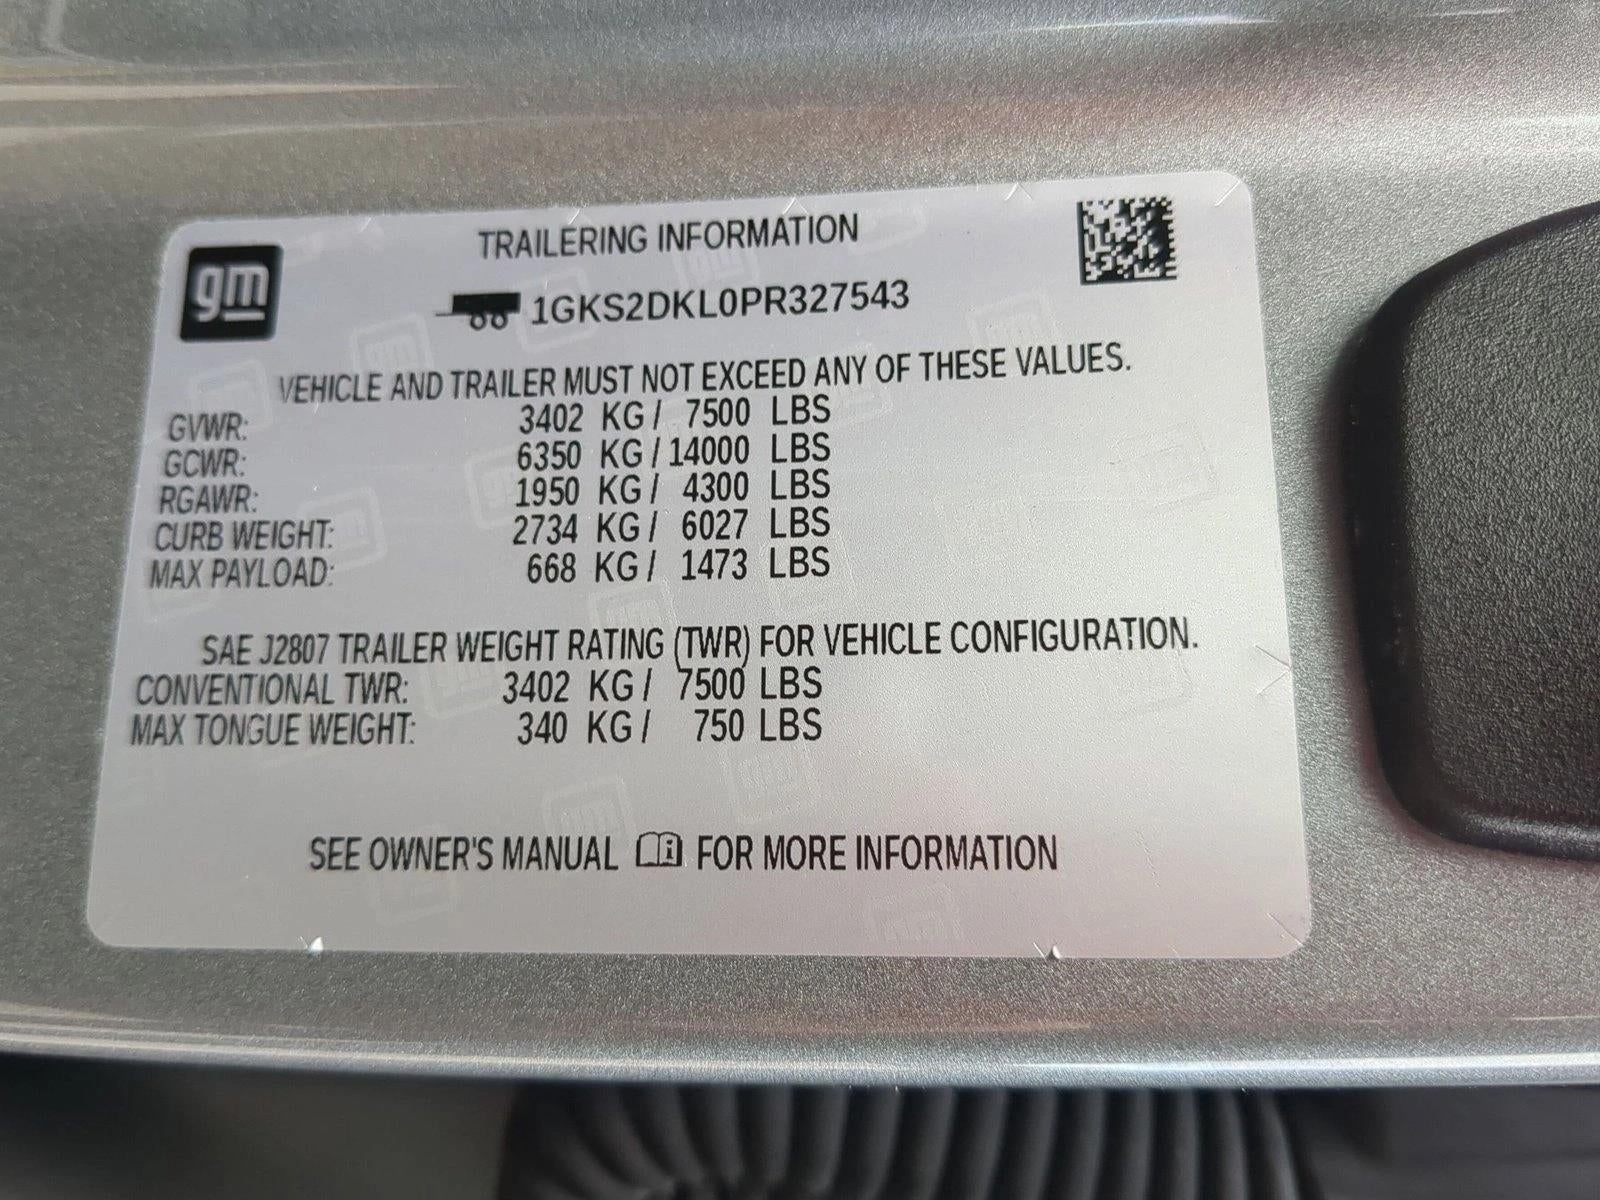 gm
TRAILERING INFORMATION
1GKS2DKL0PR327543
VEHICLE AND TRAILER MUST NOT EXCEED ANY OF THESE VALUES.
GVWR: 3402 KG / 7500 LBS
GCWR: 6350 KG / 14000 LBS
RGAWR: 1950 KG / 4300 LBS
CURB WEIGHT: 2734 KG / 6027 LBS
MAX PAYLOAD: 668 KG / 1473 LBS
SAE J2807 TRAILER WEIGHT RATING (TWR) FOR VEHICLE CONFIGURATION.
CONVENTIONAL TWR: 3402 KG / 7500 LBS
MAX TONGUE WEIGHT: 340 KG / 750 LBS
SEE OWNER'S MANUAL i FOR MORE INFORMATION